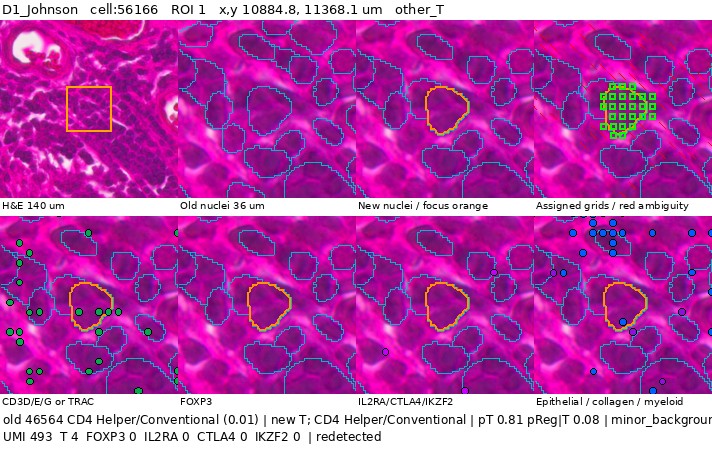 D1_Johnson   cell:56166   ROI 1   x,y 10884.8, 11368.1 um   other_T
H&E 140 um
Old nuclei 36 um
New nuclei / focus orange
Assigned grids / red ambiguity
CD3D/E/G or TRAC
FOXP3
IL2RA/CTLA4/IKZF2
Epithelial / collagen / myeloid
old 46564 CD4 Helper/Conventional (0.01) | new T; CD4 Helper/Conventional | pT 0.81 pReg|T 0.08 | minor_backgrour
UMI 493  T 4  FOXP3 0  IL2RA 0  CTLA4 0  IKZF2 0  | redetected